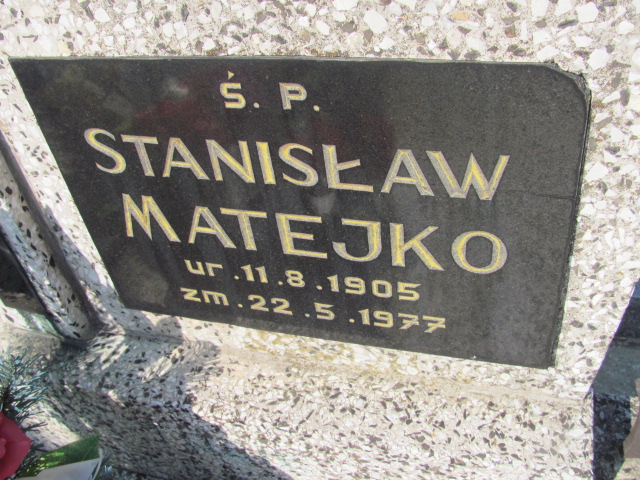 Ś. P.
STANISŁAW
MATEJKO
ur. 11. 8. 1905
zm. 22. 5. 1977